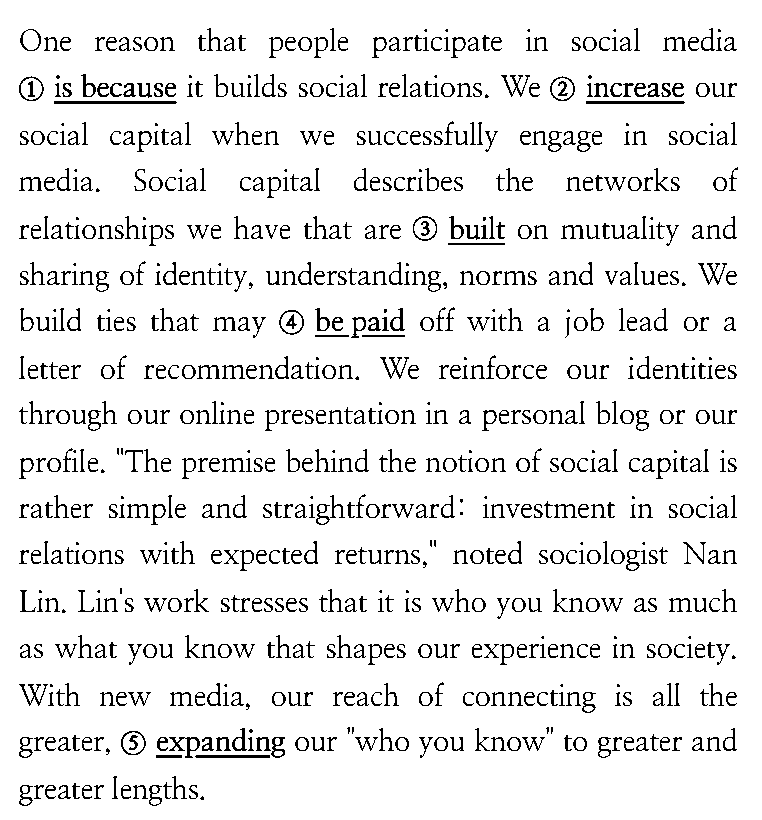 One reason that people participate in social media
① is because it builds social relations. We ② increase our
social capital when we successfully engage in social
media. Social capital describes the networks of
relationships we have that are ③ built on mutuality and
sharing of identity, understanding, norms and values. We
build ties that may ④ be paid off with a job lead or a
letter of recommendation. We reinforce our identities
through our online presentation in a personal blog or our
profile. "The premise behind the notion of social capital is
rather simple and straightforward: investment in social
relations with expected returns," noted sociologist Nan
Lin. Lin's work stresses that it is who you know as much
as what you know that shapes our experience in society.
With new media, our reach of connecting is all the
greater, ⑤ expanding our "who you know" to greater and
greater lengths.